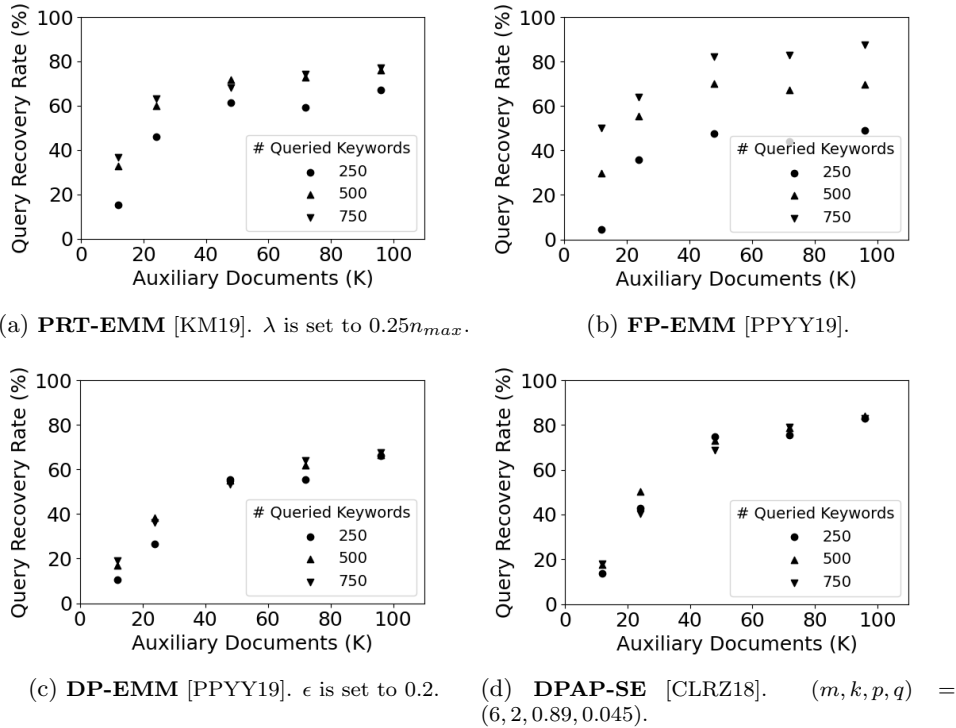 100
80
60
40
20
0
Query Recovery Rate (%)
# Queried Keywords
250
500
750
0 20 40 60 80 100
Auxiliary Documents (K)
(a) PRT-EMM [KM19]. λ is set to 0.25n_max.
100
80
60
40
20
0
Query Recovery Rate (%)
# Queried Keywords
250
500
750
0 20 40 60 80 100
Auxiliary Documents (K)
(b) FP-EMM [PPYY19].
100
80
60
40
20
0
Query Recovery Rate (%)
# Queried Keywords
250
500
750
0 20 40 60 80 100
Auxiliary Documents (K)
(c) DP-EMM [PPYY19]. ϵ is set to 0.2.
100
80
60
40
20
0
Query Recovery Rate (%)
# Queried Keywords
250
500
750
0 20 40 60 80 100
Auxiliary Documents (K)
(d) DPAP-SE [CLRZ18]. (m, k, p, q) =
(6, 2, 0.89, 0.045).